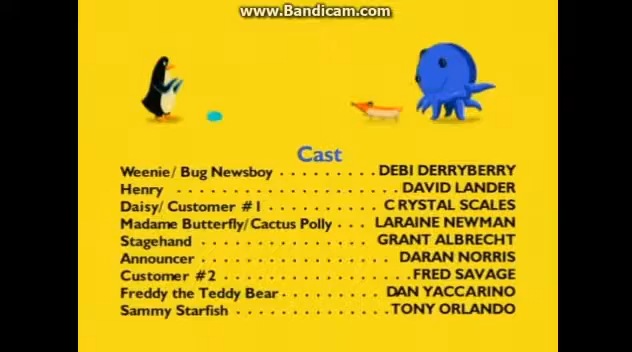 www.Bandicam.com
Cast
Weenie/ Bug Newsboy . . . . . . . . . DEBI DERRYBERRY
Henry . . . . . . . . . . . . . . . . . . . . DAVID LANDER
Daisy/ Customer #1 . . . . . . . . . . CRYSTAL SCALES
Madame Butterfly/Cactus Polly . . . LARAINE NEWMAN
Stagehand . . . . . . . . . . . . . . . . GRANT ALBRECHT
Announcer . . . . . . . . . . . . . . . . . DARAN NORRIS
Customer #2 . . . . . . . . . . . . . . . . . FRED SAVAGE
Freddy the Teddy Bear . . . . . . . . . DAN YACCARINO
Sammy Starfish . . . . . . . . . . . . . . TONY ORLANDO